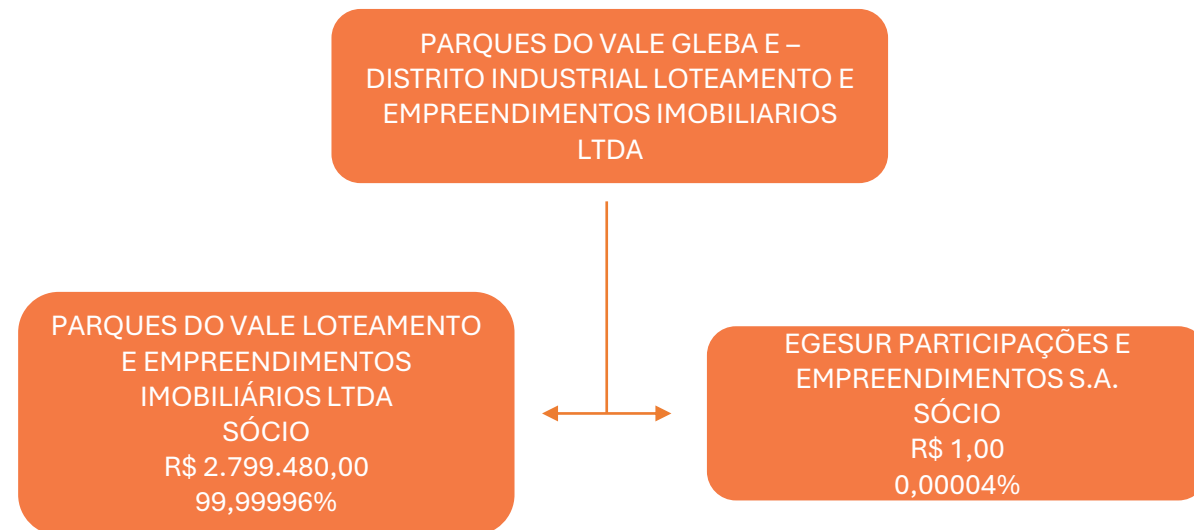 PARQUES DO VALE GLEBA E –
DISTRITO INDUSTRIAL LOTEAMENTO E
EMPREENDIMENTOS IMOBILIARIOS
LTDA
PARQUES DO VALE LOTEAMENTO
E EMPREENDIMENTOS
IMOBILIÁRIOS LTDA
SÓCIO
R$ 2.799.480,00
99,99996%
EGESUR PARTICIPAÇÕES E
EMPREENDIMENTOS S.A.
SÓCIO
R$ 1,00
0,00004%